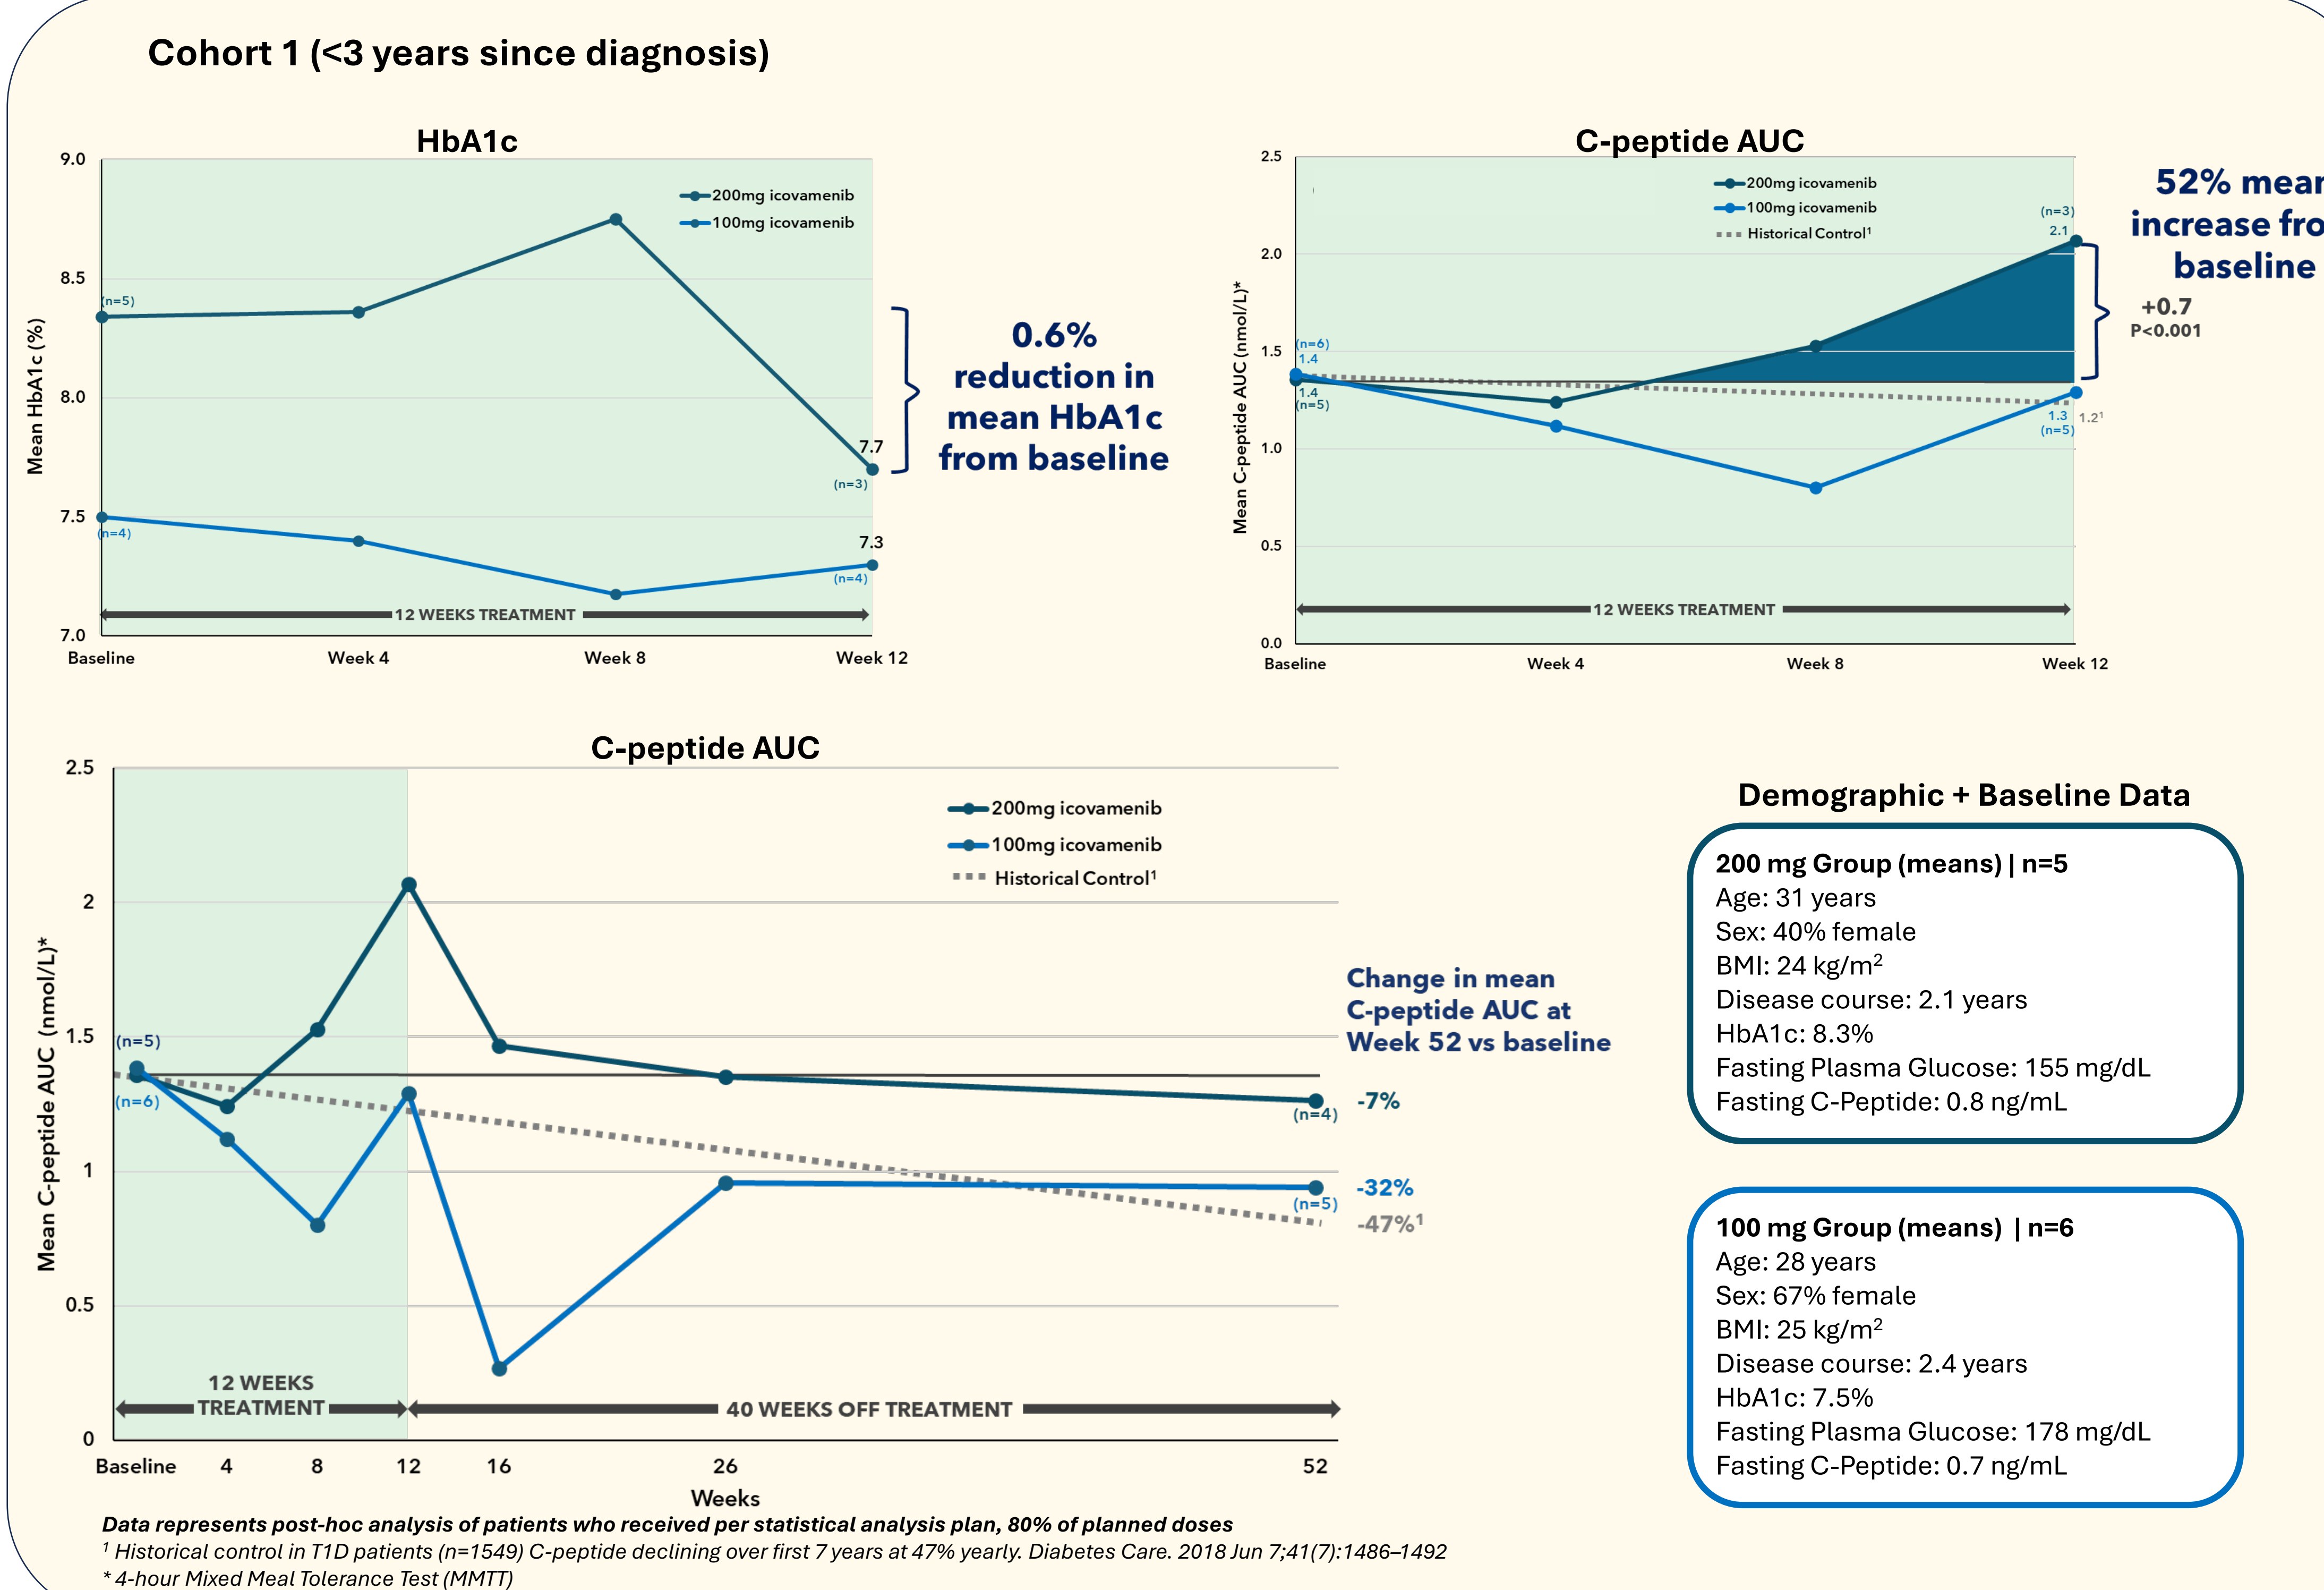 Cohort 1 (<3 years since diagnosis)
HbA1c
9.0
8.5
8.0
7.5
7.0
Mean HbA1c (%)
200mg icovamenib
100mg icovamenib
(n=5)
(n=4)
7.7
(n=3)
7.3
(n=4)
12 WEEKS TREATMENT
Baseline
Week 4
Week 8
Week 12
0.6%
reduction in
mean HbA1c
from baseline
C-peptide AUC
2.5
2.0
1.5
1.0
0.5
0.0
Mean C-peptide AUC (nmol/L)*
200mg icovamenib
100mg icovamenib
Historical Control¹
(n=6)
1.4
1.4
(n=5)
(n=3)
2.1
1.3
(n=5)
1.2¹
12 WEEKS TREATMENT
Baseline
Week 4
Week 8
Week 12
52% mean
increase fro
baseline
+0.7
P<0.001
C-peptide AUC
2.5
2
1.5
1
0.5
0
Mean C-peptide AUC (nmol/L)*
200mg icovamenib
100mg icovamenib
Historical Control¹
(n=5)
(n=6)
(n=4)
(n=5)
12 WEEKS
TREATMENT
40 WEEKS OFF TREATMENT
Baseline
4
8
12
16
26
52
Weeks
Change in mean
C-peptide AUC at
Week 52 vs baseline
-7%
-32%
-47%¹
Demographic + Baseline Data
200 mg Group (means) | n=5
Age: 31 years
Sex: 40% female
BMI: 24 kg/m²
Disease course: 2.1 years
HbA1c: 8.3%
Fasting Plasma Glucose: 155 mg/dL
Fasting C-Peptide: 0.8 ng/mL
100 mg Group (means) | n=6
Age: 28 years
Sex: 67% female
BMI: 25 kg/m²
Disease course: 2.4 years
HbA1c: 7.5%
Fasting Plasma Glucose: 178 mg/dL
Fasting C-Peptide: 0.7 ng/mL
Data represents post-hoc analysis of patients who received per statistical analysis plan, 80% of planned doses
¹ Historical control in T1D patients (n=1549) C-peptide declining over first 7 years at 47% yearly. Diabetes Care. 2018 Jun 7;41(7):1486–1492
* 4-hour Mixed Meal Tolerance Test (MMTT)